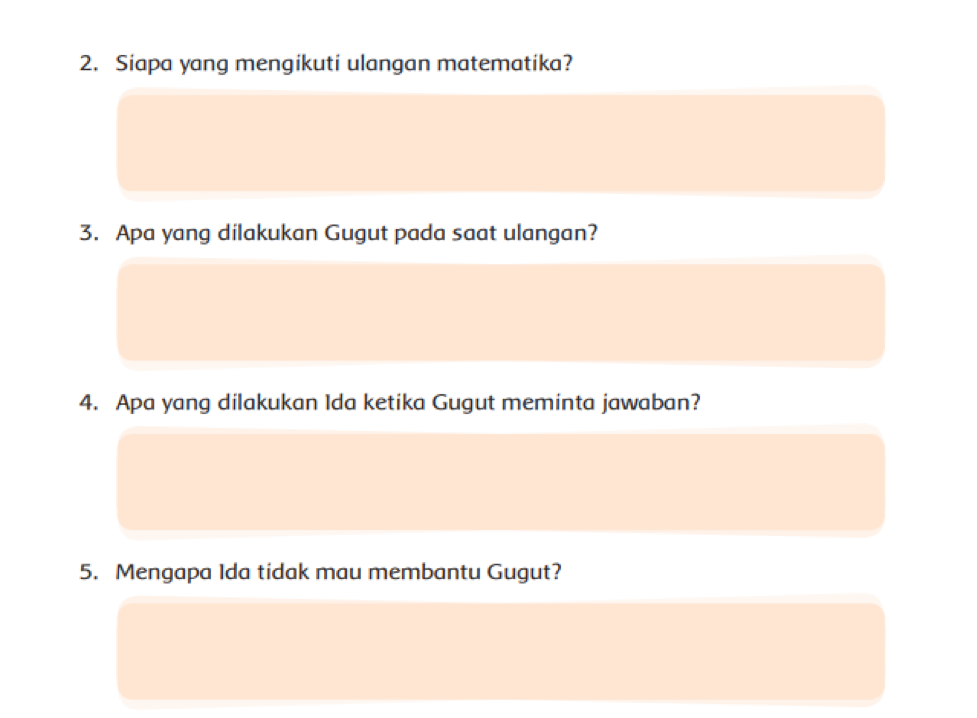 2. Siapa yang mengikuti ulangan matematika?
3. Apa yang dilakukan Gugut pada saat ulangan?
4. Apa yang dilakukan Ida ketika Gugut meminta jawaban?
5. Mengapa Ida tidak mau membantu Gugut?